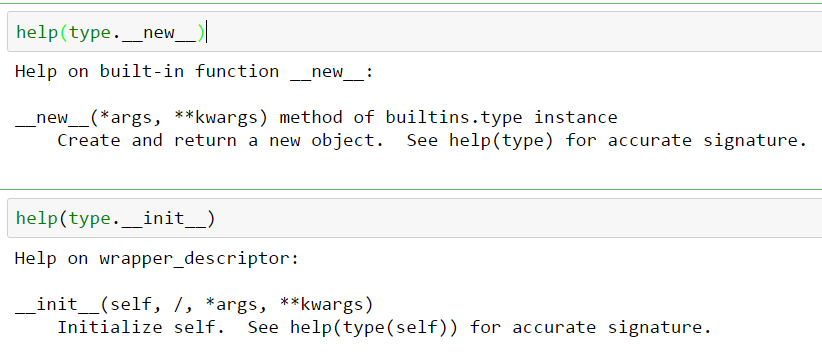 help(type.__new__)
Help on built-in function __new__:
__new__(*args, **kwargs) method of builtins.type instance
Create and return a new object.  See help(type) for accurate signature.
help(type.__init__)
Help on wrapper_descriptor:
__init__(self, /, *args, **kwargs)
Initialize self.  See help(type(self)) for accurate signature.